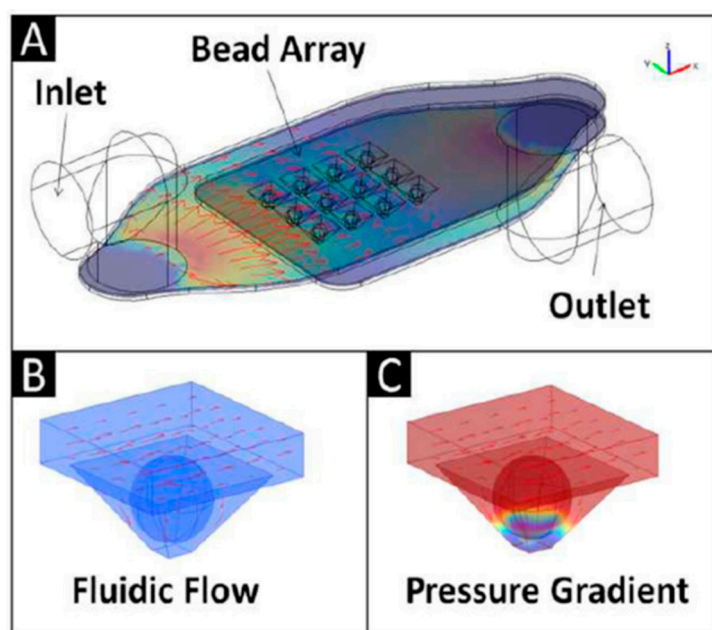 A
Bead Array
Inlet
Z
Y
X
Outlet
B
Fluidic Flow
C
Pressure Gradient